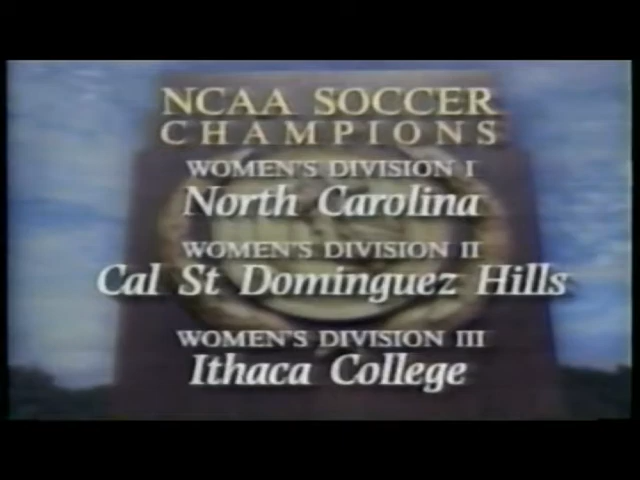 NCAA SOCCER
CHAMPIONS
WOMEN'S DIVISION I
North Carolina
WOMEN'S DIVISION II
Cal St Dominguez Hills
WOMEN'S DIVISION III
Ithaca College